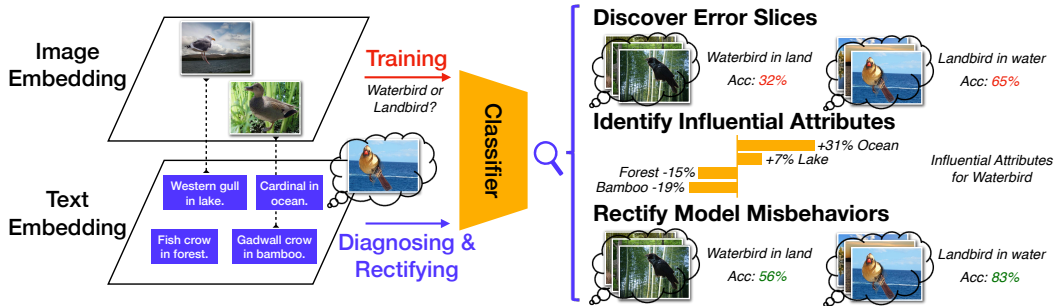 Image
Embedding
Text
Embedding
Western gull
in lake.
Cardinal in
ocean.
Fish crow
in forest.
Gadwall crow
in bamboo.
Training
Waterbird or
Landbird?
Diagnosing &
Rectifying
Classifier
Discover Error Slices
Waterbird in land
Acc: 32%
Landbird in water
Acc: 65%
Identify Influential Attributes
+31% Ocean
+7% Lake
Forest -15%
Bamboo -19%
Influential Attributes
for Waterbird
Rectify Model Misbehaviors
Waterbird in land
Acc: 56%
Landbird in water
Acc: 83%